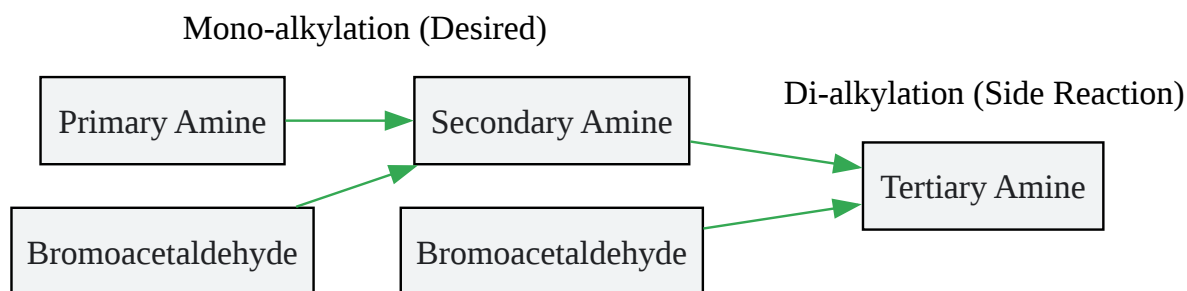 Mono-alkylation (Desired)
Di-alkylation (Side Reaction)
Primary Amine
Secondary Amine
Tertiary Amine
Bromoacetaldehyde
Bromoacetaldehyde